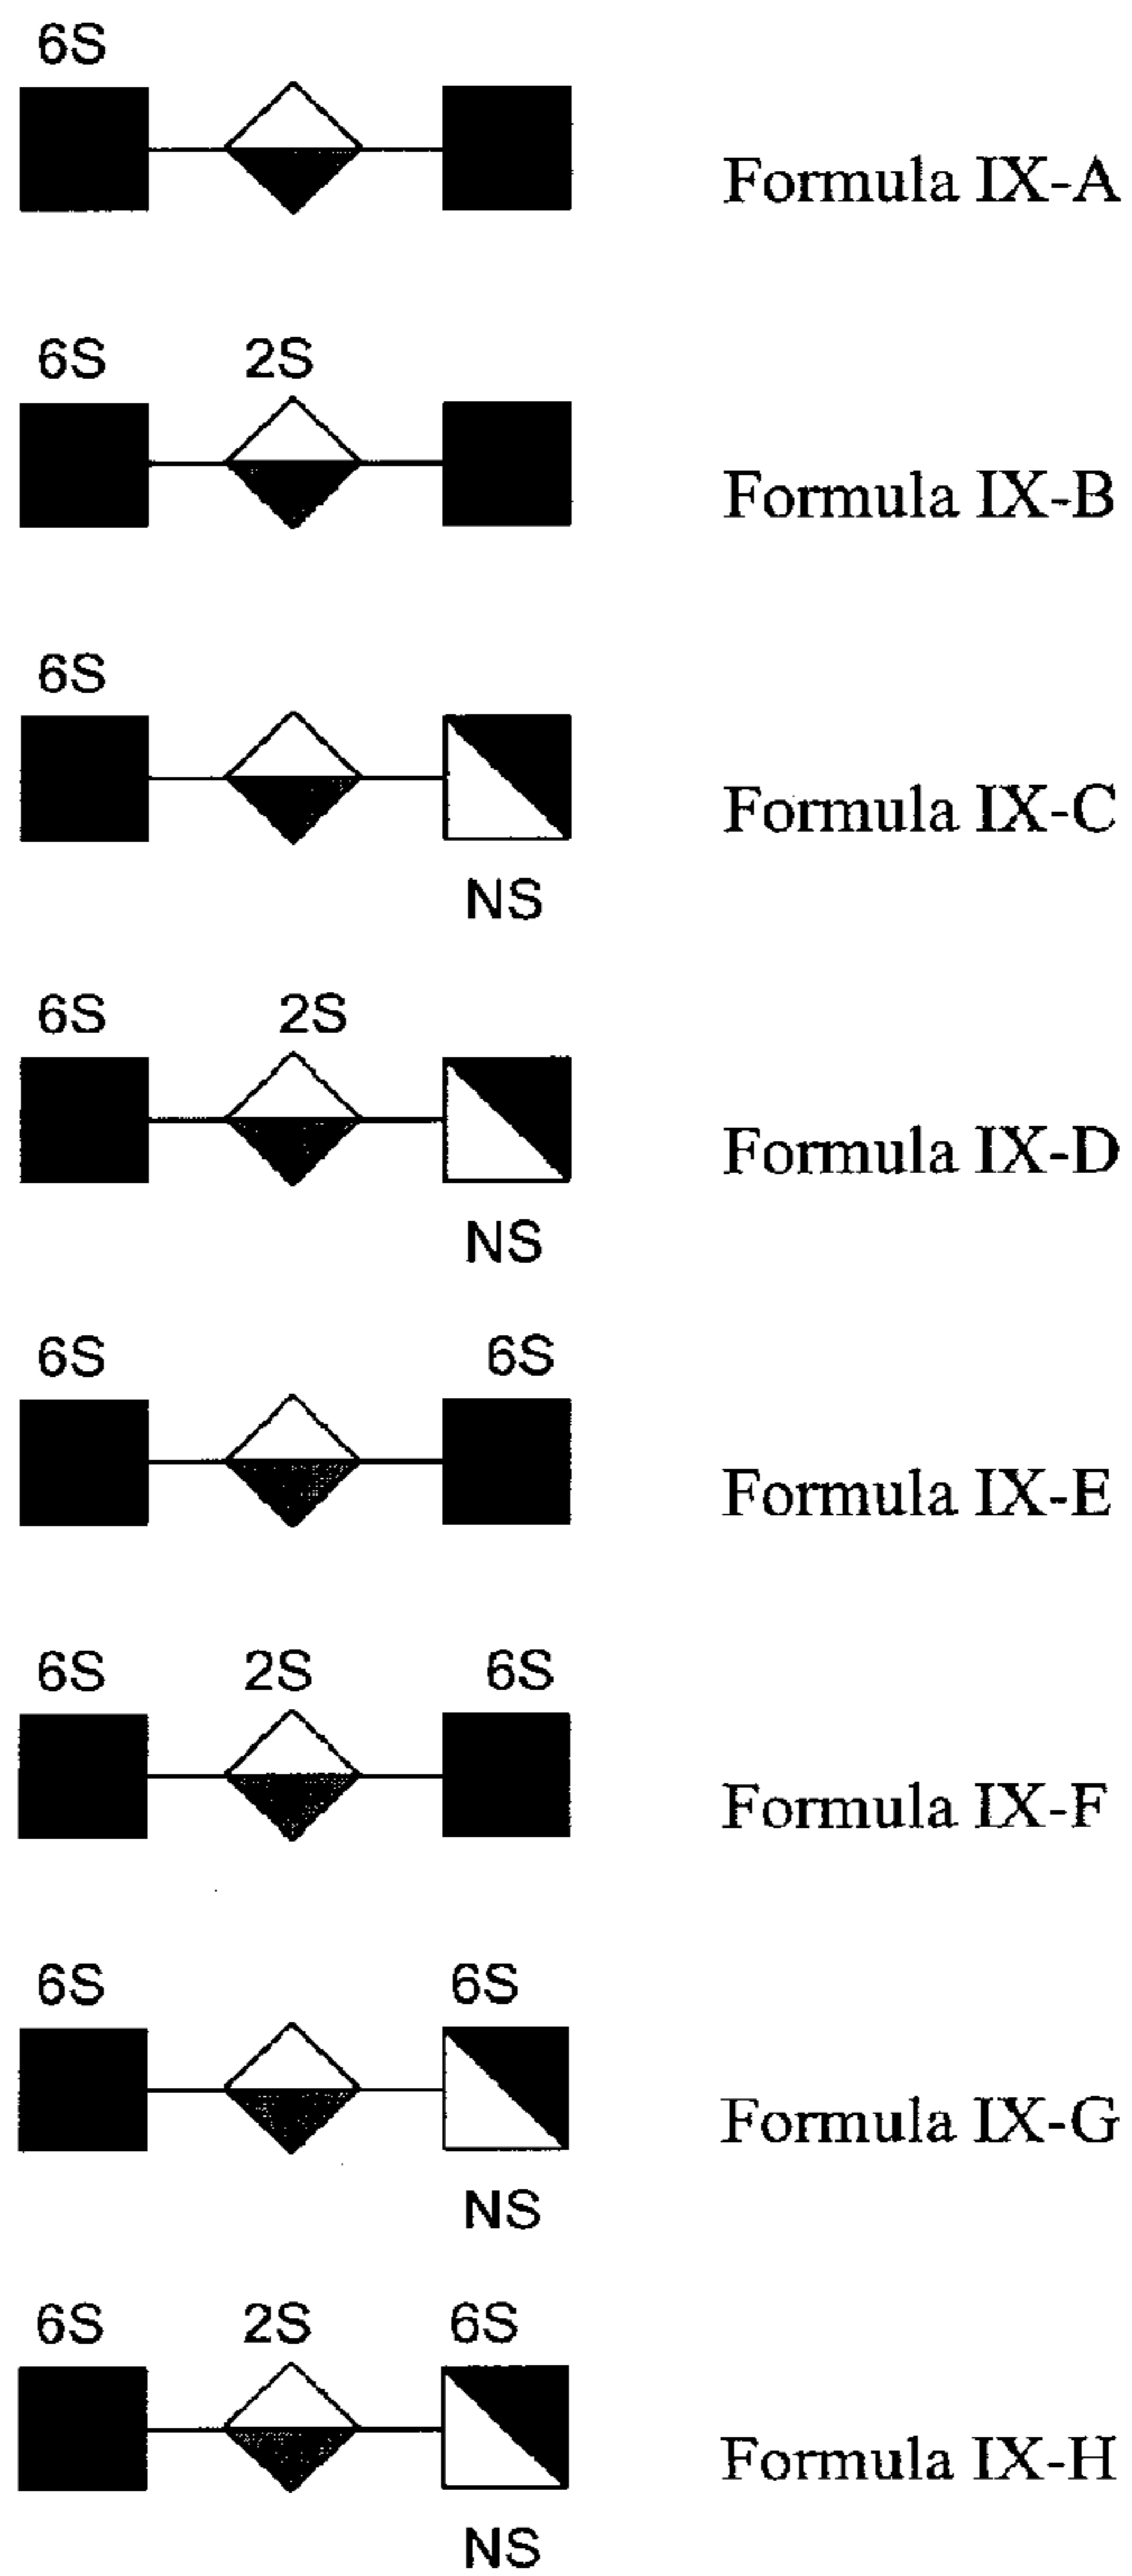 6S
Formula IX-A
6S 2S
Formula IX-B
6S
Formula IX-C
NS
6S 2S
Formula IX-D
NS
6S 6S
Formula IX-E
6S 2S 6S
Formula IX-F
6S 6S
Formula IX-G
NS
6S 2S 6S
Formula IX-H
NS